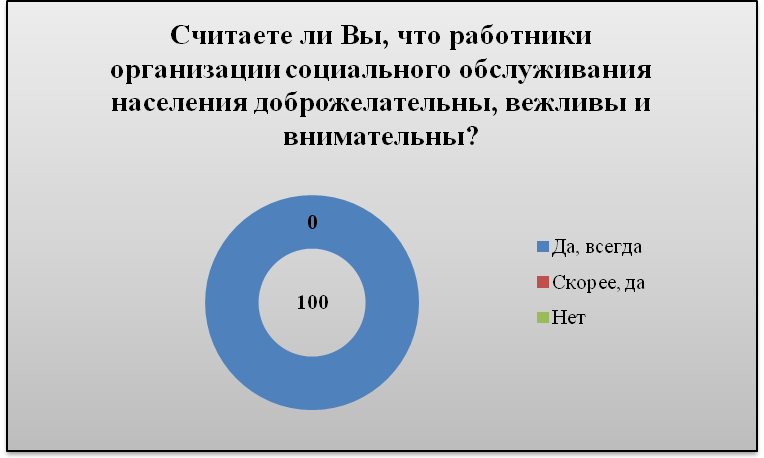 Считаете ли Вы, что работники
организации социального обслуживания
населения доброжелательны, вежливы и
внимательны?
0
100
Да, всегда
Скорее, да
Нет